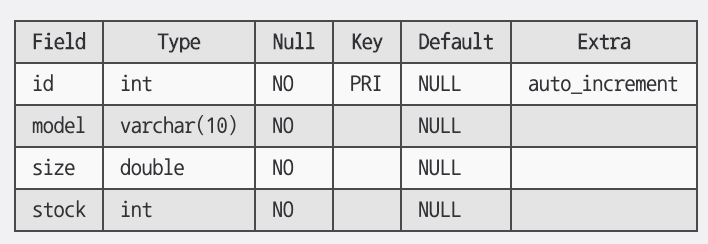 Field Type Null Key Default Extra
id int NO PRI NULL auto_increment
model varchar(10) NO NULL
size double NO NULL
stock int NO NULL